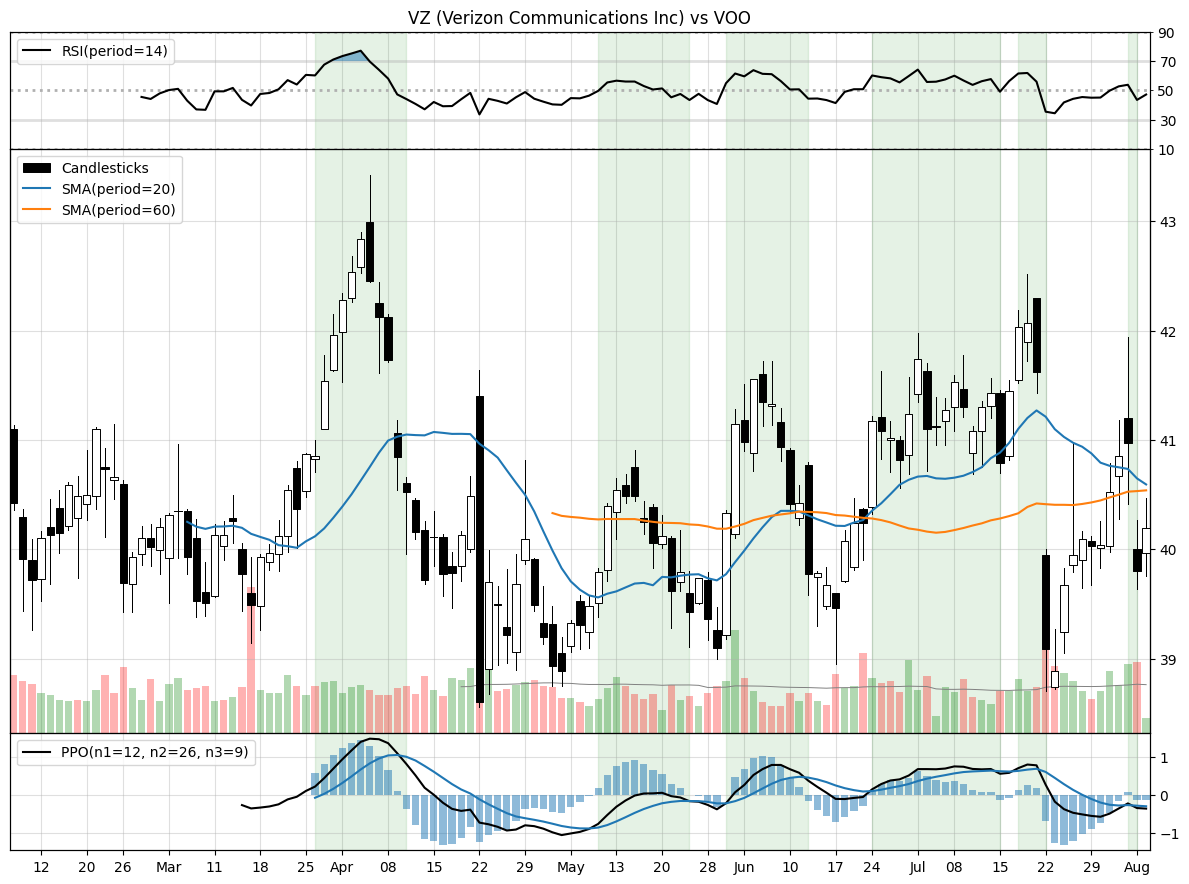 VZ (Verizon Communications Inc) vs VOO
RSI(period=14)
90
70
50
30
10
Candlesticks
SMA(period=20)
SMA(period=60)
43
42
41
40
39
PPO(n1=12, n2=26, n3=9)
1
0
−1
12 20 26 Mar 11 18 25 Apr 08 15 22 29 May 13 20 28 Jun 10 17 24 Jul 08 15 22 29 Aug